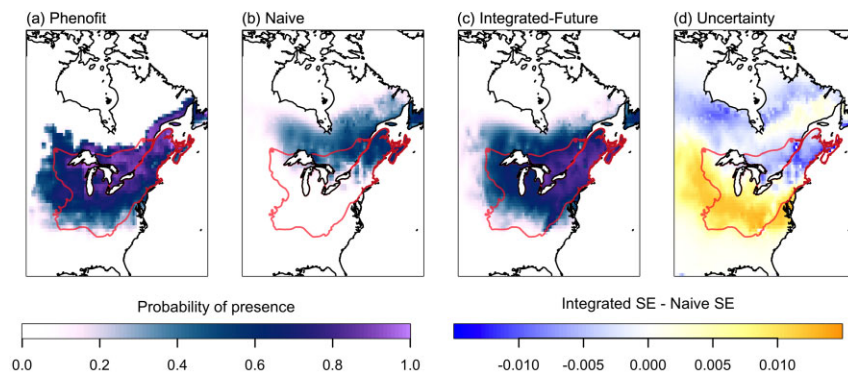 (a) Phenofit
(b) Naive
(c) Integrated-Future
(d) Uncertainty
Probability of presence
Integrated SE - Naive SE
0.0 0.2 0.4 0.6 0.8 1.0
-0.010 -0.005 0.000 0.005 0.010